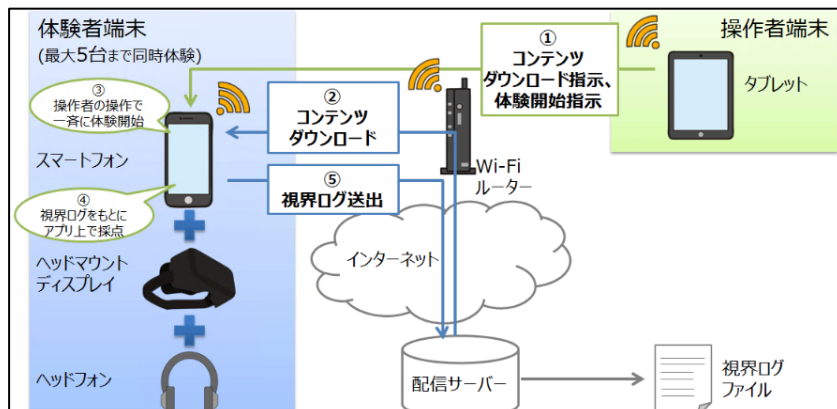 体験者端末
(最大5台まで同時体験)
③
操作者の操作で
一斉に体験開始
スマートフォン
④
視界ログをもとに
アプリ上で採点
ヘッドマウント
ディスプレイ
ヘッドフォン
①
コンテンツ
ダウンロード指示、
体験開始指示
②
コンテンツ
ダウンロード
⑤
視界ログ送出
操作者端末
タブレット
Wi-Fi
ルーター
インターネット
配信サーバー
視界ログ
ファイル